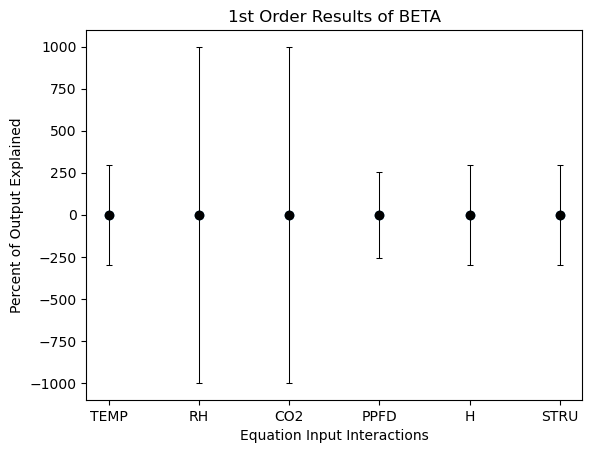 1st Order Results of BETA
Percent of Output Explained
1000
750
500
250
0
−250
−500
−750
−1000
TEMP RH CO2 PPFD H STRU
Equation Input Interactions